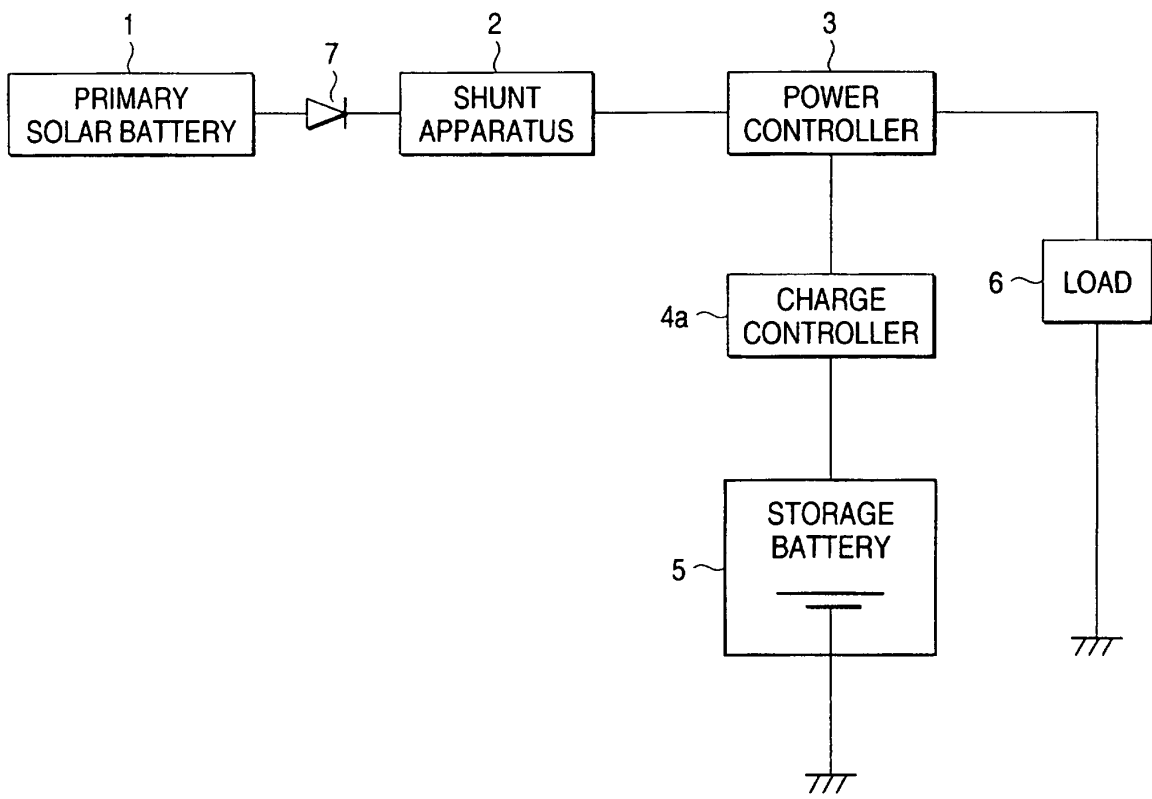 1
7
2
3
PRIMARY
SOLAR BATTERY
SHUNT
APPARATUS
POWER
CONTROLLER
4a
CHARGE
CONTROLLER
6
LOAD
5
STORAGE
BATTERY